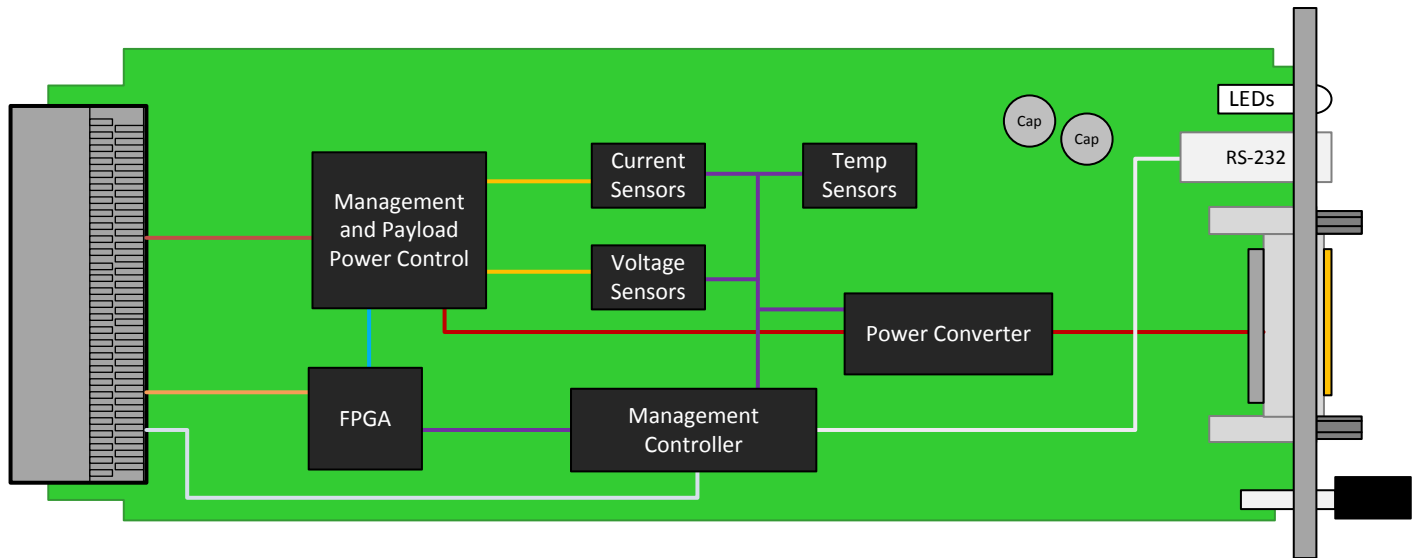 LEDs
Cap
Cap
RS-232
Current
Sensors
Temp
Sensors
Management
and Payload
Power Control
Voltage
Sensors
Power Converter
FPGA
Management
Controller